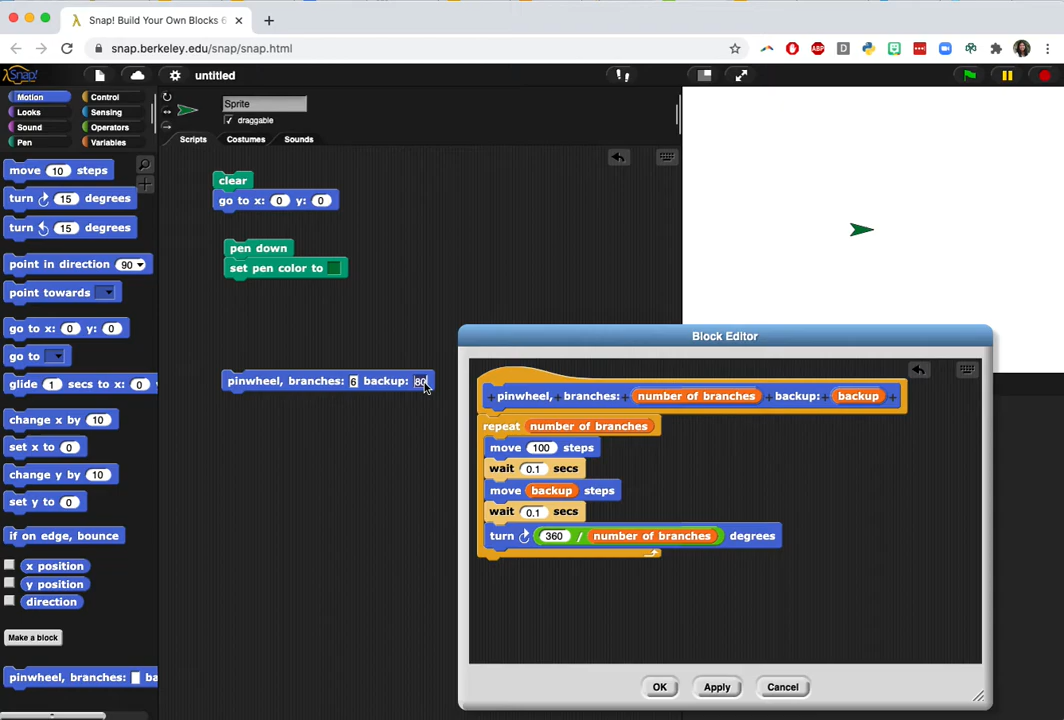 Snap! Build Your Own Blocks 6
snap.berkeley.edu/snap/snap.html
Snap!
untitled
Motion
Control
Looks
Sensing
Sound
Operators
Pen
Variables
Sprite
draggable
Scripts
Costumes
Sounds
move 10 steps
turn 15 degrees
turn 15 degrees
point in direction 90
point towards
go to x: 0 y: 0
go to
glide 1 secs to x: 0
change x by 10
set x to 0
change y by 10
set y to 0
if on edge, bounce
x position
y position
direction
Make a block
pinwheel, branches: ba
clear
go to x: 0 y: 0
pen down
set pen color to
pinwheel, branches: 6 backup: 80
Block Editor
+ pinwheel, + branches: + number of branches + backup: + backup +
repeat number of branches
move 100 steps
wait 0.1 secs
move backup steps
wait 0.1 secs
turn 360 / number of branches degrees
OK
Apply
Cancel